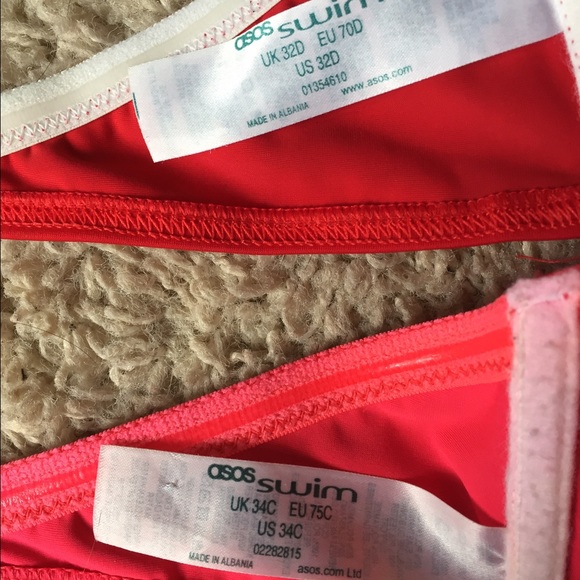 asos swim
UK 32D EU 70D
US 32D
01354610
MADE IN ALBANIA www.asos.com
asos swim
UK 34C EU 75C
US 34C
02282815
MADE IN ALBANIA asos.com Ltd